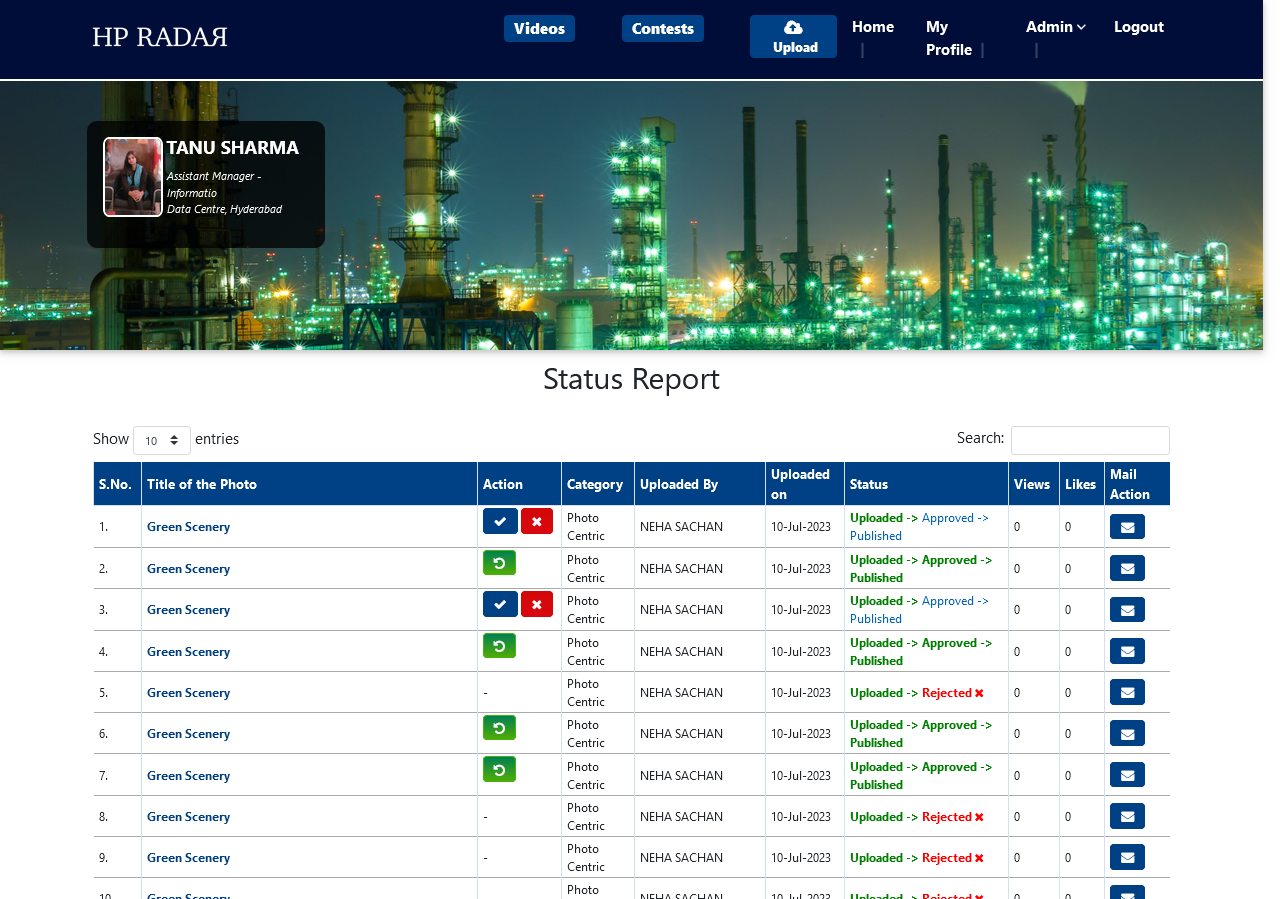 HP RADAЯ
Videos
Contests
Upload
Home |
My Profile |
Admin |
Logout
TANU SHARMA
Assistant Manager -
Informatio
Data Centre, Hyderabad
Status Report
Show 10 entries
Search:
S.No. Title of the Photo Action Category Uploaded By Uploaded on Status Views Likes Mail Action
1. Green Scenery Photo Centric NEHA SACHAN 10-Jul-2023 Uploaded -> Approved -> Published 0 0
2. Green Scenery Photo Centric NEHA SACHAN 10-Jul-2023 Uploaded -> Approved -> Published 0 0
3. Green Scenery Photo Centric NEHA SACHAN 10-Jul-2023 Uploaded -> Approved -> Published 0 0
4. Green Scenery Photo Centric NEHA SACHAN 10-Jul-2023 Uploaded -> Approved -> Published 0 0
5. Green Scenery - Photo Centric NEHA SACHAN 10-Jul-2023 Uploaded -> Rejected 0 0
6. Green Scenery Photo Centric NEHA SACHAN 10-Jul-2023 Uploaded -> Approved -> Published 0 0
7. Green Scenery Photo Centric NEHA SACHAN 10-Jul-2023 Uploaded -> Approved -> Published 0 0
8. Green Scenery - Photo Centric NEHA SACHAN 10-Jul-2023 Uploaded -> Rejected 0 0
9. Green Scenery - Photo Centric NEHA SACHAN 10-Jul-2023 Uploaded -> Rejected 0 0
10. Green Scenery Photo NEHA SACHAN 10-Jul-2023 Uploaded -> Rejected 0 0